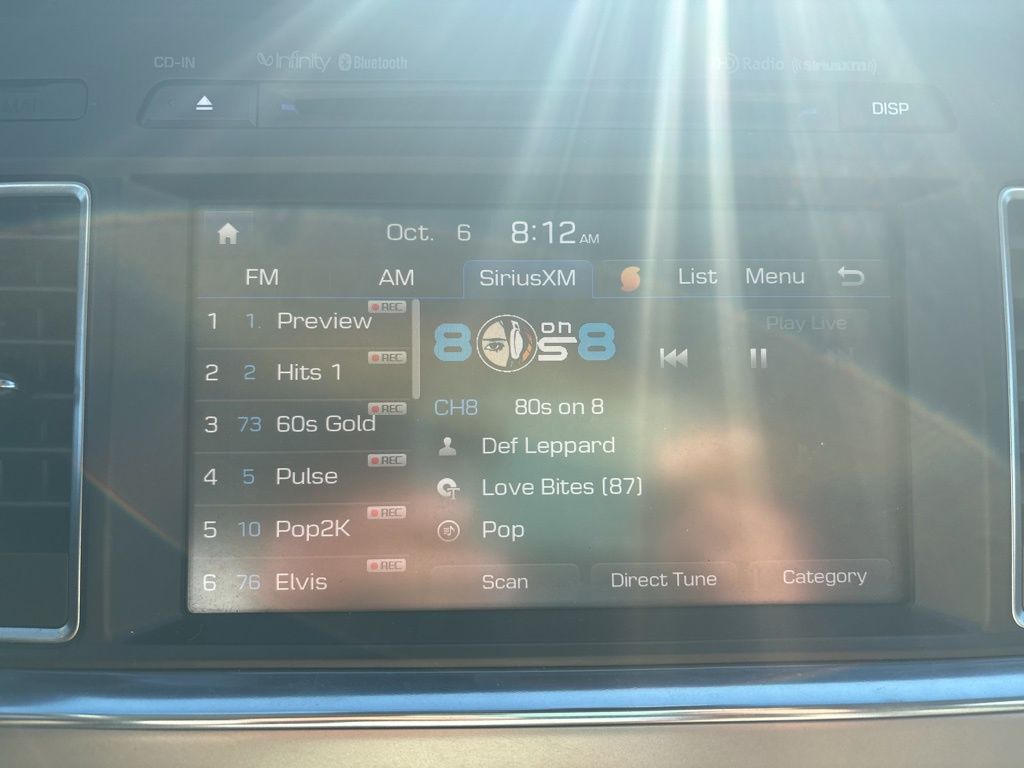 CD-IN Infinity Bluetooth HD Radio ((SiriusXM))
DISP
Oct. 6 8:12 AM
FM AM SiriusXM List Menu
1 1. Preview REC
2 2 Hits 1 REC
3 73 60s Gold REC
4 5 Pulse REC
5 10 Pop2K REC
6 76 Elvis REC
80s on 8
Play Live
CH8 80s on 8
Def Leppard
Love Bites (87)
Pop
Scan Direct Tune Category